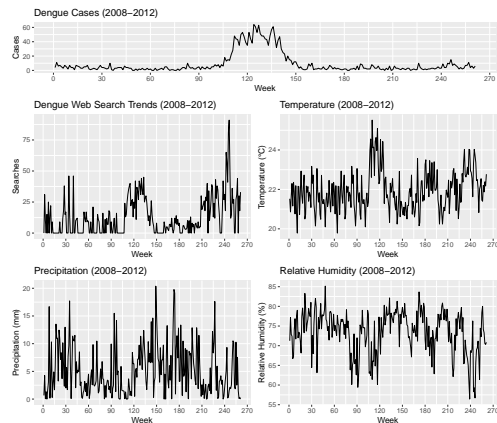 Dengue Cases (2008−2012)
Cases
60
40
20
0
0 30 60 90 120 150 180 210 240 270
Week
Dengue Web Search Trends (2008−2012)
Searches
75
50
25
0
0 30 60 90 120 150 180 210 240 270
Week
Temperature (2008−2012)
Temperature (°C)
24
22
20
0 30 60 90 120 150 180 210 240 270
Week
Precipitation (2008−2012)
Precipitation (mm)
20
15
10
5
0
0 30 60 90 120 150 180 210 240 270
Week
Relative Humidity (2008−2012)
Relative Humidity (%)
85
80
75
70
65
60
55
0 30 60 90 120 150 180 210 240 270
Week